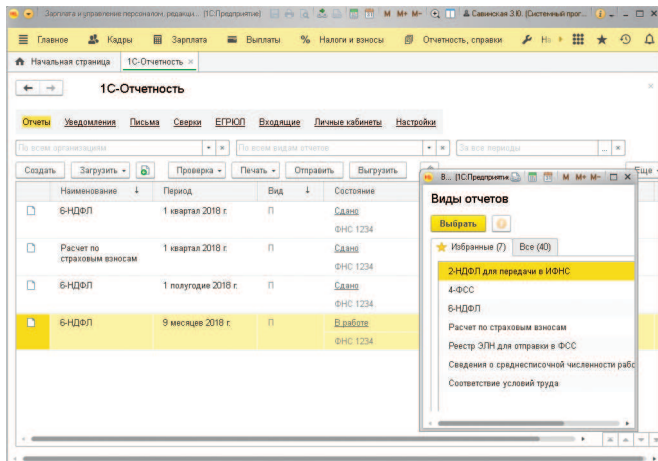 Зарплата и управление персоналом, редакци... (1С:Предприятие)
М М+ М-
Савинская З.Ю. (Системный прог...
Главное Кадры Зарплата Выплаты % Налоги и взносы Отчетность, справки
Начальная страница 1С-Отчетность ×
1С-Отчетность
Отчеты Уведомления Письма Сверки ЕГРЮЛ Входящие Личные кабинеты Настройки
По всем организациям По всем видам отчетов За все периоды
Создать Загрузить Проверка Печать Отправить Выгрузить Еще
Наименование ↓ Период Вид ↓ Состояние
6-НДФЛ 1 квартал 2018 г. П Сдано
ФНС 1234
Расчет по страховым взносам 1 квартал 2018 г. П Сдано
ФНС 1234
6-НДФЛ 1 полугодие 2018 г. П Сдано
ФНС 1234
6-НДФЛ 9 месяцев 2018 г. П В работе
ФНС 1234
В... (1С:Предприятие) М М+ М-
Виды отчетов
Выбрать
Избранные (7) Все (40)
2-НДФЛ для передачи в ИФНС
4-ФСС
6-НДФЛ
Расчет по страховым взносам
Реестр ЭЛН для отправки в ФСС
Сведения о среднесписочной численности рабо
Соответствие условий труда